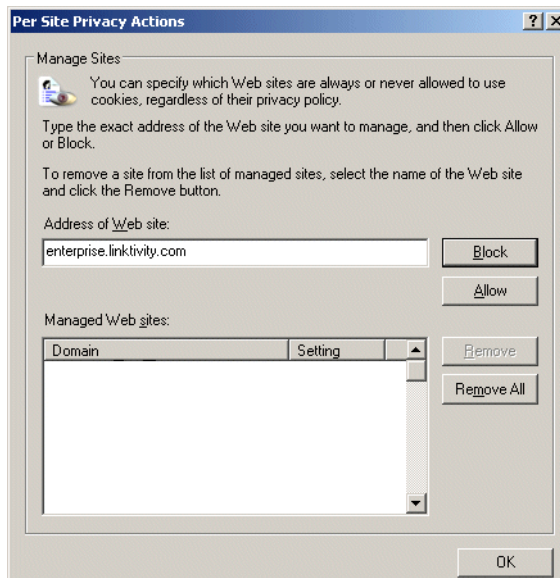 Per Site Privacy Actions
Manage Sites
You can specify which Web sites are always or never allowed to use
cookies, regardless of their privacy policy.
Type the exact address of the Web site you want to manage, and then click Allow
or Block.
To remove a site from the list of managed sites, select the name of the Web site
and click the Remove button.
Address of Web site:
enterprise.linktivity.com
Block
Allow
Managed Web sites:
Domain Setting
Remove
Remove All
OK